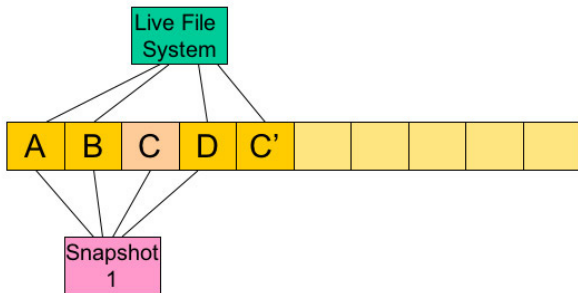 Live File
System
A B C D C’
Snapshot
1